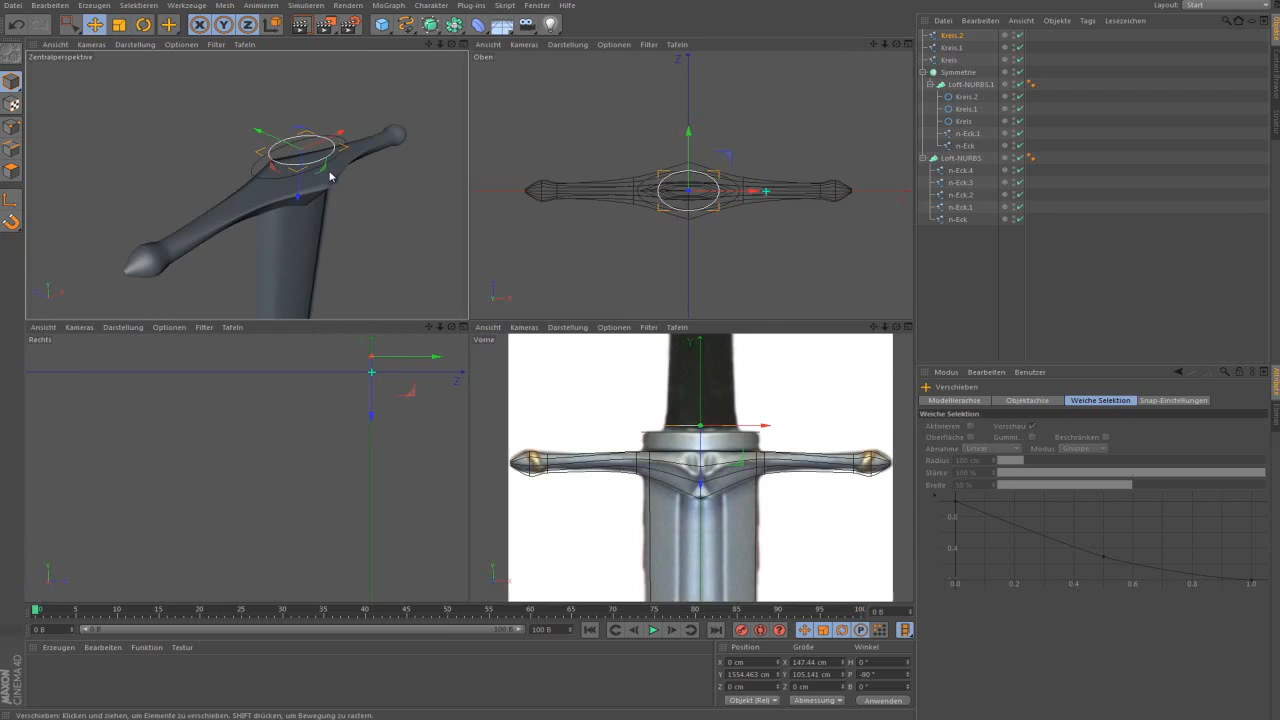 Datei Bearbeiten Erzeugen Selektieren Werkzeuge Mesh Animieren Simulieren Rendern MoGraph Charakter Plug-ins Skript Fenster Hilfe Layout: Start
Datei Bearbeiten Ansicht Objekte Tags Lesezeichen
Ansicht Kameras Darstellung Optionen Filter Tafeln
Ansicht Kameras Darstellung Optionen Filter Tafeln
Zentralperspektive
Oben
Kreis.2
Kreis.1
Kreis
Symmetrie
Loft-NURBS.1
Kreis.2
Kreis.1
Kreis
n-Eck.1
n-Eck
Loft-NURBS
n-Eck.4
n-Eck.3
n-Eck.2
n-Eck.1
n-Eck
Ansicht Kameras Darstellung Optionen Filter Tafeln
Ansicht Kameras Darstellung Optionen Filter Tafeln
Rechts
Vorne
Modus Bearbeiten Benutzer
Verschieben
Modellierachse Objektachse Weiche Selektion Snap-Einstellungen
Weiche Selektion
Aktivieren Vorschau
Oberfläche Gummi... Beschränken
Abnahme Linear Modus Gruppe
Radius 100 cm
Stärke 100 %
Breite 50 %
0.8
0.4
0.0 0.2 0.4 0.6 0.8 1.0
0 5 10 15 20 25 30 35 40 45 50 55 60 65 70 75 80 85 90 95 100 0 B
0 B 0 B 100 B 100 B
Erzeugen Bearbeiten Funktion Textur
Position Größe Winkel
X 0 cm X 147.44 cm H 0 °
Y 1554.463 cm Y 105.141 cm P -90 °
Z 0 cm Z 0 cm B 0 °
Objekt (Rel) Abmessung Anwenden
MAXON CINEMA 4D
Verschieben: Klicken und ziehen, um Elemente zu verschieben. SHIFT drücken, um Bewegung zu rastern.